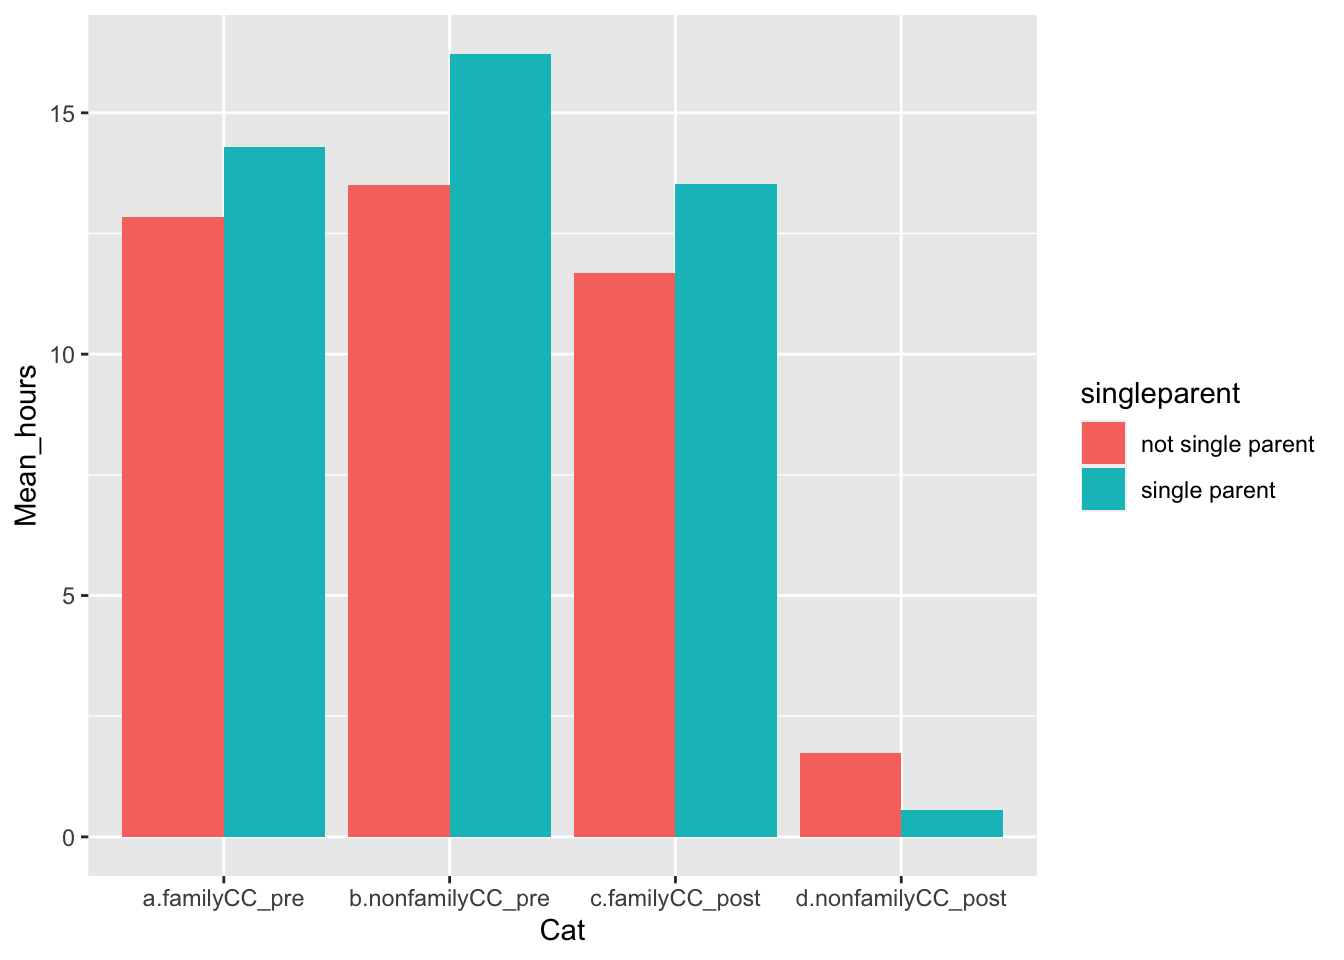 Mean_hours
15
10
5
0
a.familyCC_pre b.nonfamilyCC_pre c.familyCC_post d.nonfamilyCC_post
Cat
singleparent
not single parent
single parent